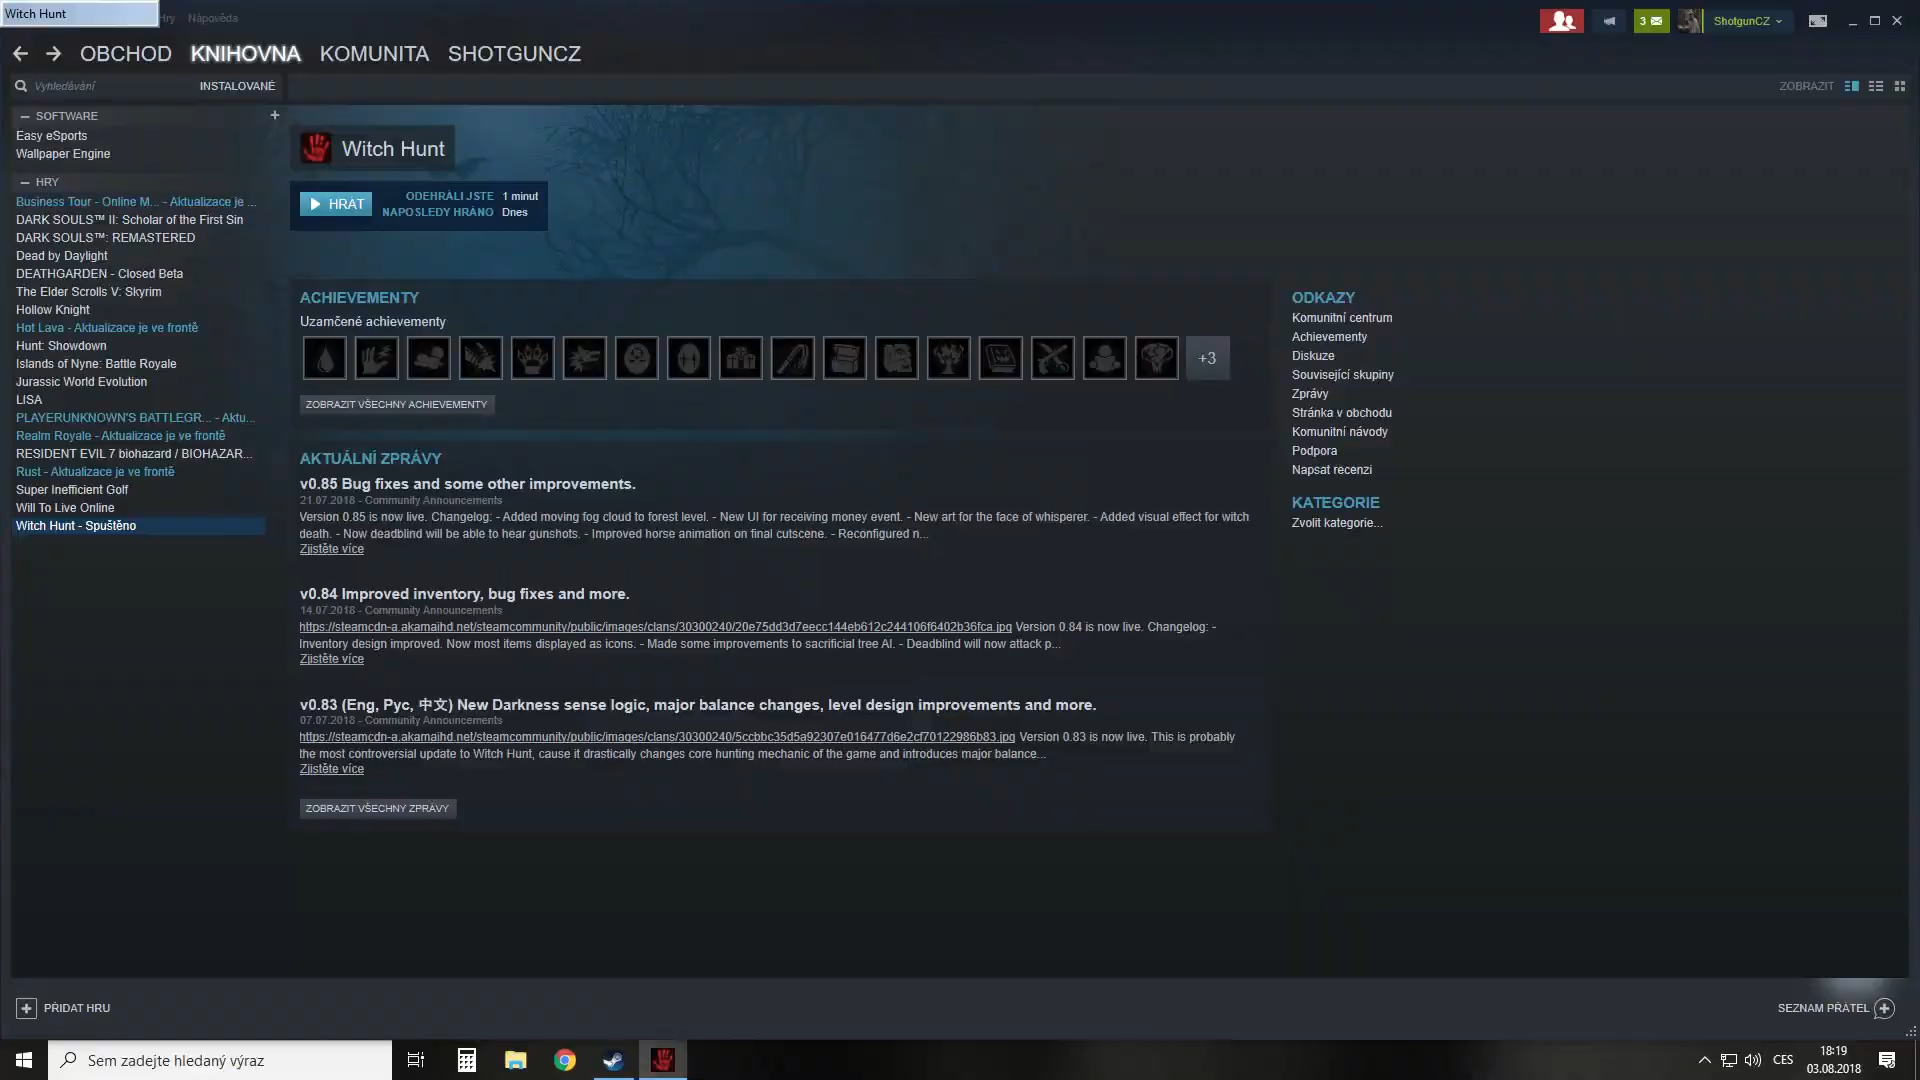 Witch Hunt
Hry Nápověda
3
ShotgunCZ
OBCHOD KNIHOVNA KOMUNITA SHOTGUNCZ
Vyhledávání INSTALOVANÉ
ZOBRAZIT
SOFTWARE
Easy eSports
Wallpaper Engine
HRY
Business Tour - Online M... - Aktualizace je ...
DARK SOULS™ II: Scholar of the First Sin
DARK SOULS™: REMASTERED
Dead by Daylight
DEATHGARDEN - Closed Beta
The Elder Scrolls V: Skyrim
Hollow Knight
Hot Lava - Aktualizace je ve frontě
Hunt: Showdown
Islands of Nyne: Battle Royale
Jurassic World Evolution
LISA
PLAYERUNKNOWN'S BATTLEGR... - Aktu...
Realm Royale - Aktualizace je ve frontě
RESIDENT EVIL 7 biohazard / BIOHAZAR...
Rust - Aktualizace je ve frontě
Super Inefficient Golf
Will To Live Online
Witch Hunt - Spuštěno
Witch Hunt
HRÁT
ODEHRÁLI JSTE 1 minut
NAPOSLEDY HRÁNO Dnes
ACHIEVEMENTY
Uzamčené achievementy
+3
ZOBRAZIT VŠECHNY ACHIEVEMENTY
AKTUÁLNÍ ZPRÁVY
v0.85 Bug fixes and some other improvements.
21.07.2018 - Community Announcements
Version 0.85 is now live. Changelog: - Added moving fog cloud to forest level. - New UI for receiving money event. - New art for the face of whisperer. - Added visual effect for witch
death. - Now deadblind will be able to hear gunshots. - Improved horse animation on final cutscene. - Reconfigured n...
Zjistěte více
v0.84 Improved inventory, bug fixes and more.
14.07.2018 - Community Announcements
https://steamcdn-a.akamaihd.net/steamcommunity/public/images/clans/30300240/20e75dd3d7eecc144eb612c244106f6402b36fca.jpg Version 0.84 is now live. Changelog: -
Inventory design improved. Now most items displayed as icons. - Made some improvements to sacrificial tree AI. - Deadblind will now attack p...
Zjistěte více
v0.83 (Eng, Рус, 中文) New Darkness sense logic, major balance changes, level design improvements and more.
07.07.2018 - Community Announcements
https://steamcdn-a.akamaihd.net/steamcommunity/public/images/clans/30300240/5ccbbc35d5a92307e016477d6e2cf70122986b83.jpg Version 0.83 is now live. This is probably
the most controversial update to Witch Hunt, cause it drastically changes core hunting mechanic of the game and introduces major balance...
Zjistěte více
ZOBRAZIT VŠECHNY ZPRÁVY
ODKAZY
Komunitní centrum
Achievementy
Diskuze
Související skupiny
Zprávy
Stránka v obchodu
Komunitní návody
Podpora
Napsat recenzi
KATEGORIE
Zvolit kategorie...
PŘIDAT HRU
SEZNAM PŘÁTEL
Sem zadejte hledaný výraz
CES
18:19
03.08.2018